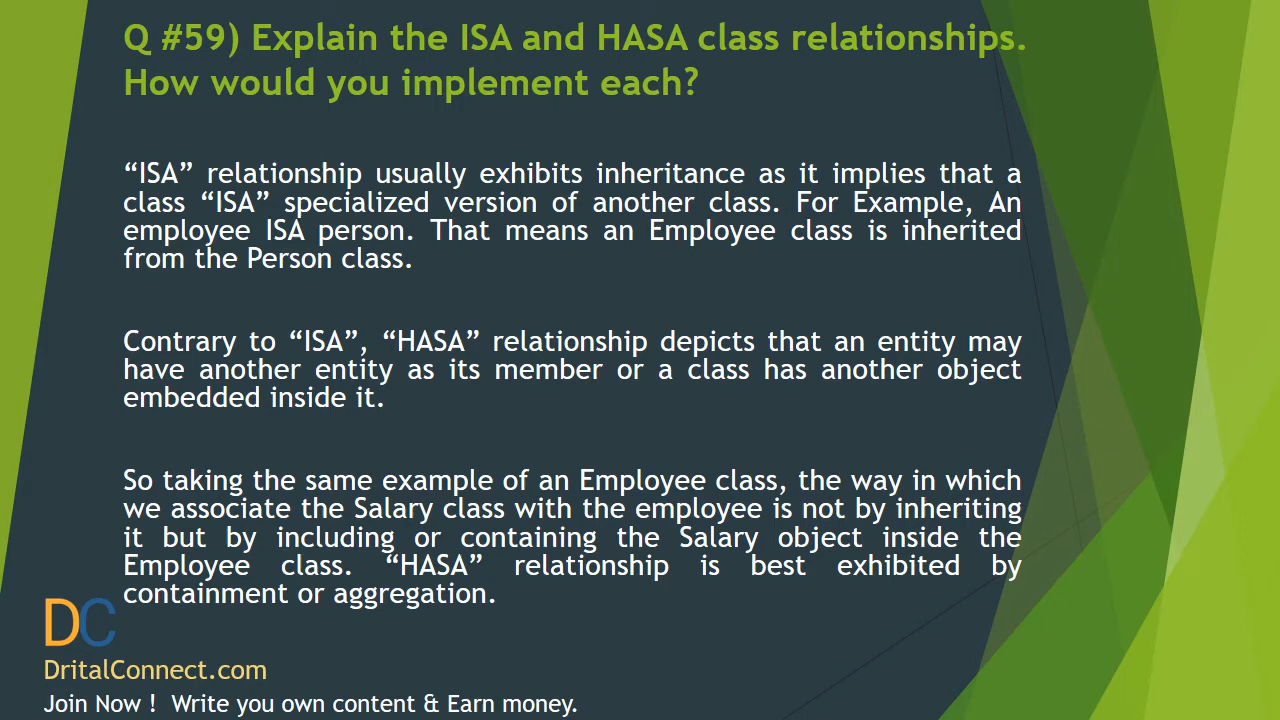 Q #59) Explain the ISA and HASA class relationships.
How would you implement each?
“ISA” relationship usually exhibits inheritance as it implies that a
class “ISA” specialized version of another class. For Example, An
employee ISA person. That means an Employee class is inherited
from the Person class.
Contrary to “ISA”, “HASA” relationship depicts that an entity may
have another entity as its member or a class has another object
embedded inside it.
So taking the same example of an Employee class, the way in which
we associate the Salary class with the employee is not by inheriting
it but by including or containing the Salary object inside the
Employee class. “HASA” relationship is best exhibited by
containment or aggregation.
DC
DritalConnect.com
Join Now ! Write you own content & Earn money.